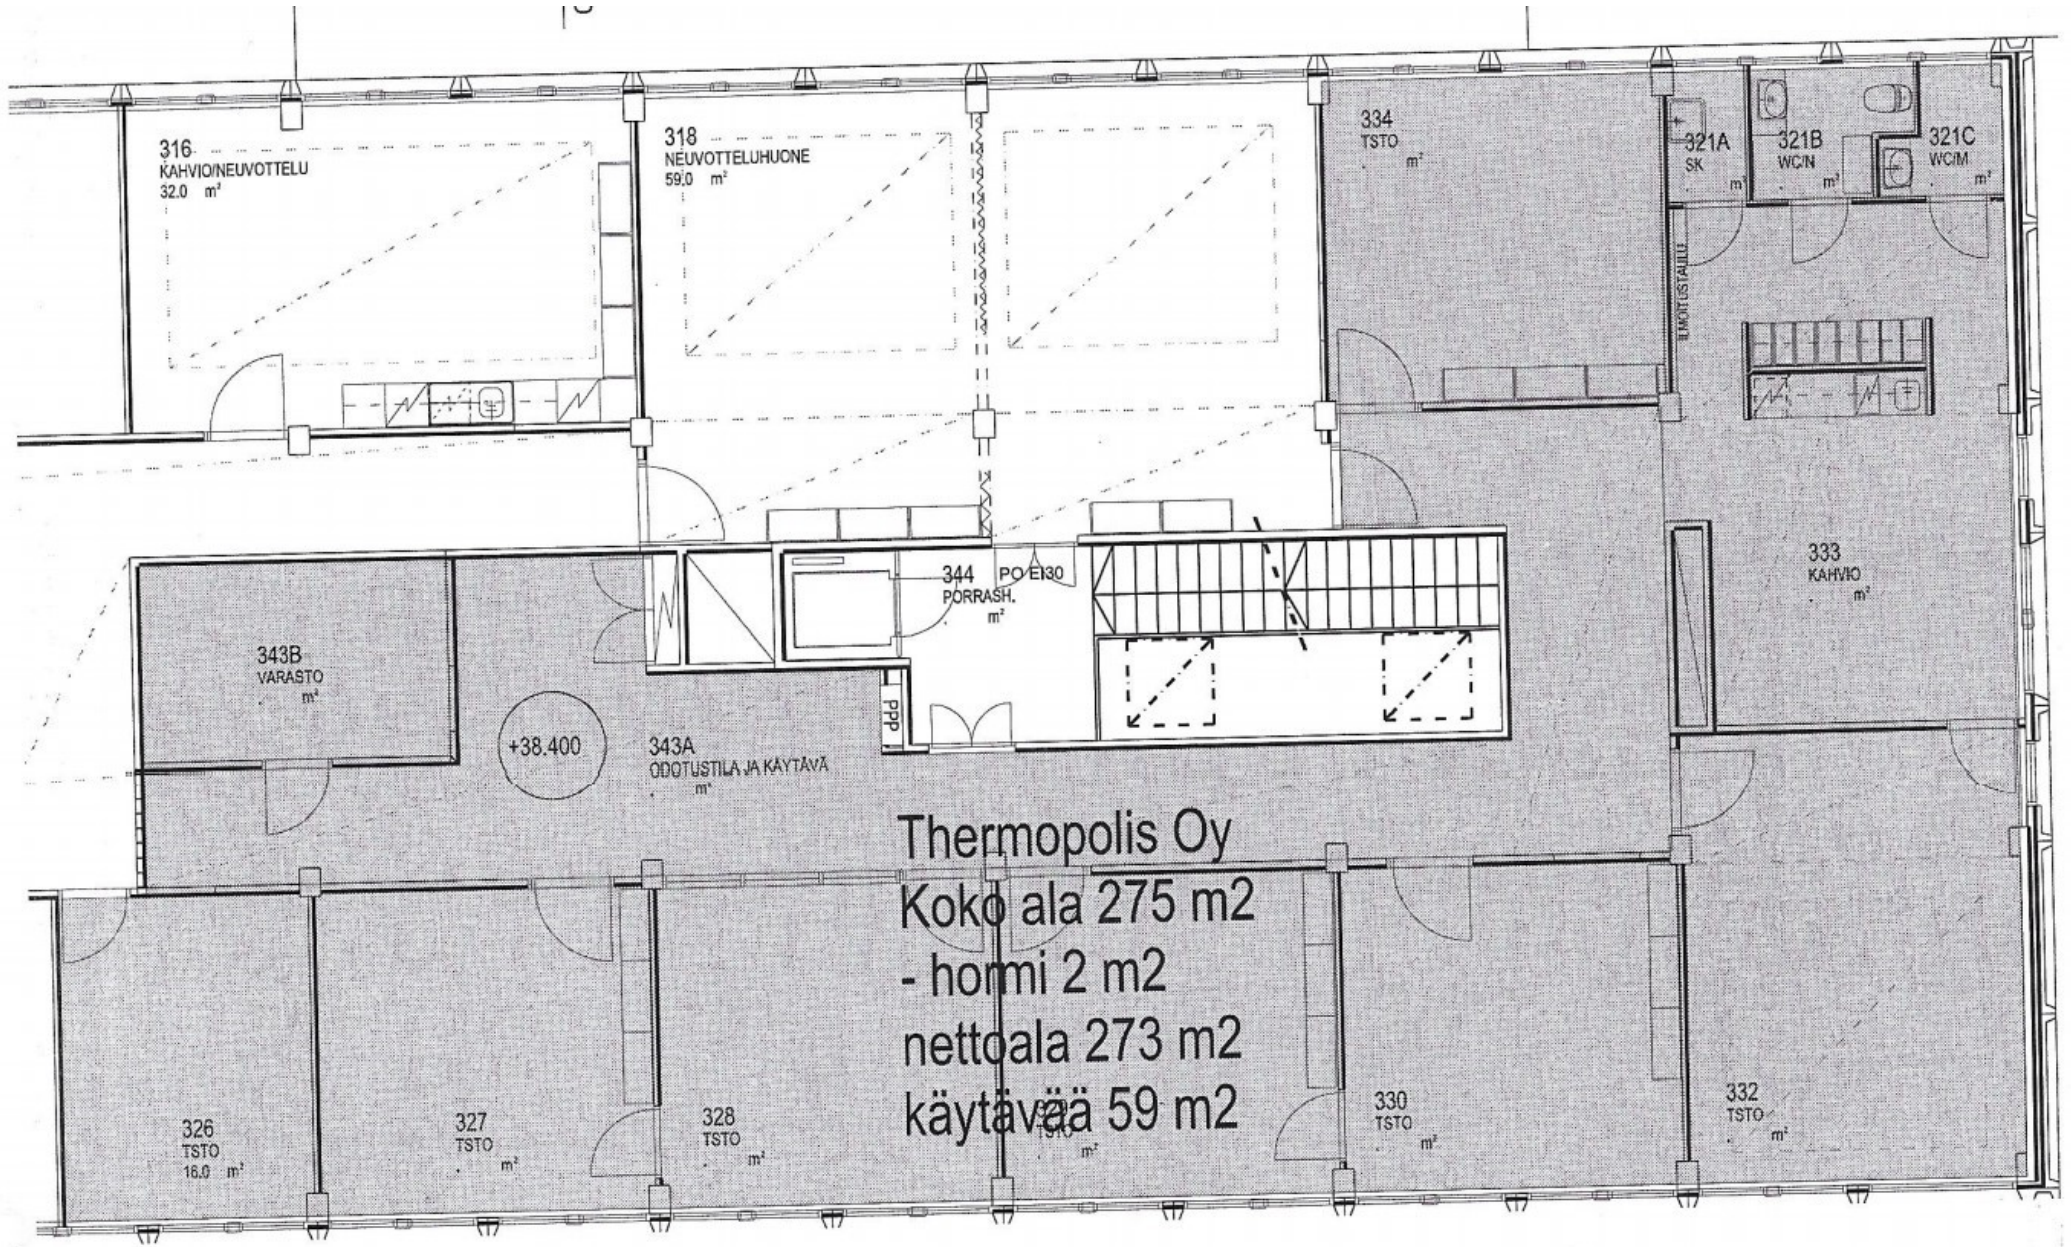 316
KAHVIO/NEUVOTTELU
32.0 m²
318
NEUVOTTELUHUONE
59.0 m²
334
TSTO
m²
321A
SK
m²
321B
WC/N
m²
321C
WC/M
m²
ILMOITUSTAULU
333
KAHVIO
m²
344 PO EI30
PORRASH.
m²
343B
VARASTO
m²
PPP
+38.400
343A
ODOTUSTILA JA KÄYTÄVÄ
m²
Thermopolis Oy
Koko ala 275 m2
- hormi 2 m2
nettoala 273 m2
käytävää 59 m2
326
TSTO
16.0 m²
327
TSTO
m²
328
TSTO
m²
TSTO
m²
330
TSTO
m²
332
TSTO
m²